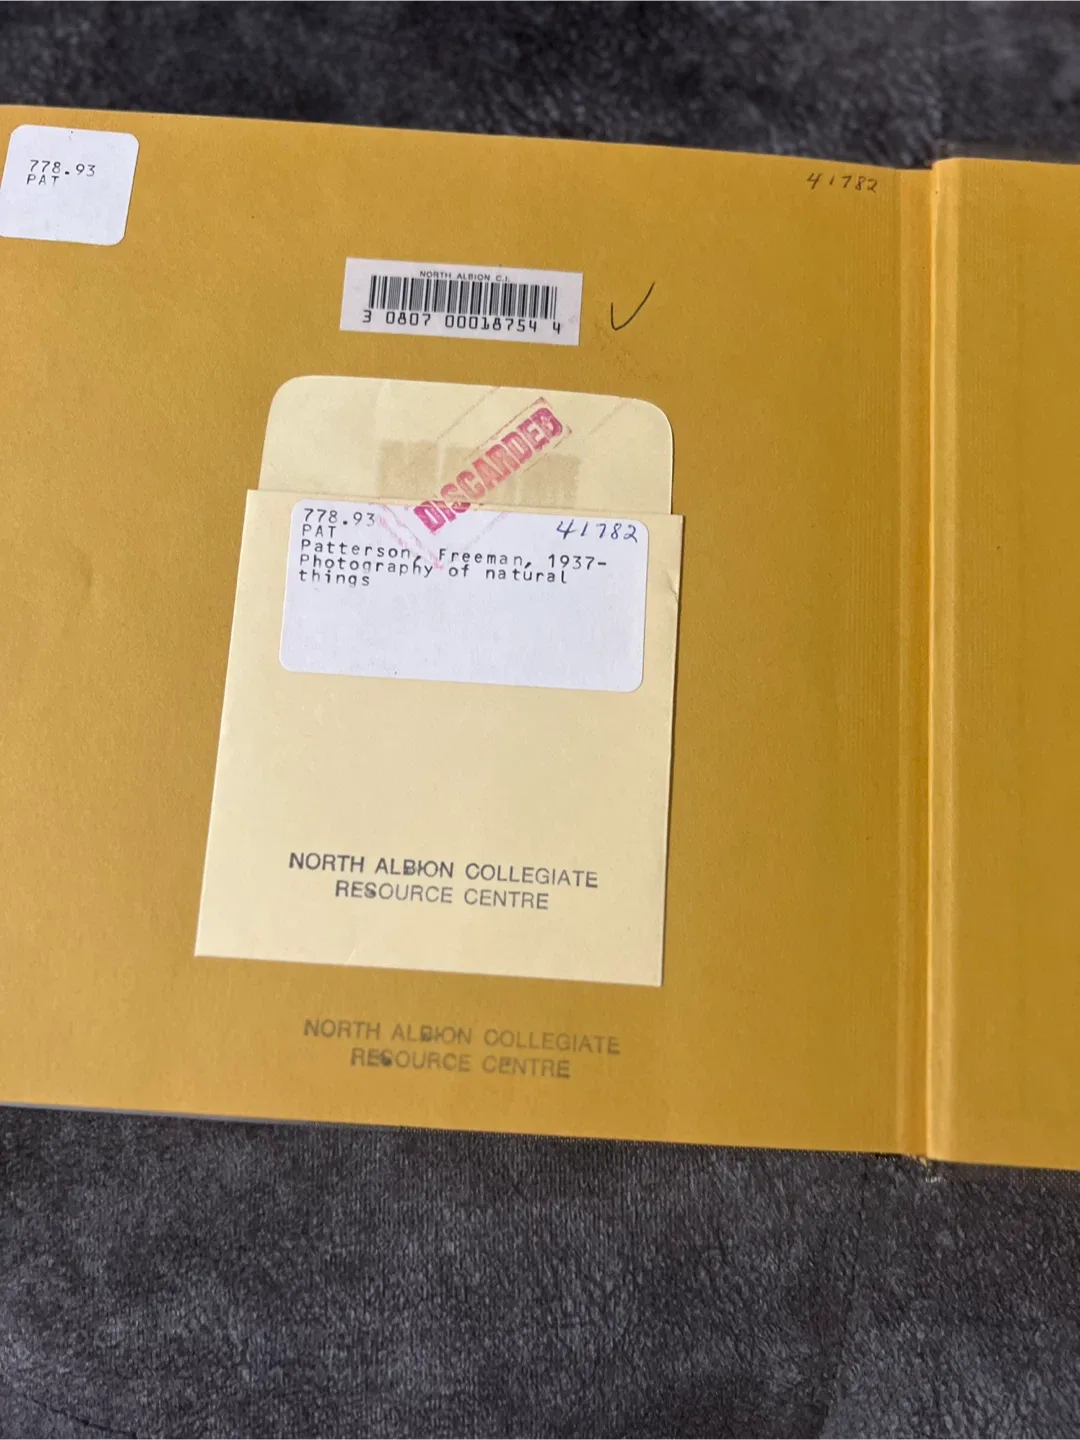 778.93
PAT
41782
NORTH ALBION C.I.
3 0807 00018754 4
DISCARDED
778.93
PAT
41782
Patterson, Freeman, 1937-
Photography of natural
things
NORTH ALBION COLLEGIATE
RESOURCE CENTRE
NORTH ALBION COLLEGIATE
RESOURCE CENTRE